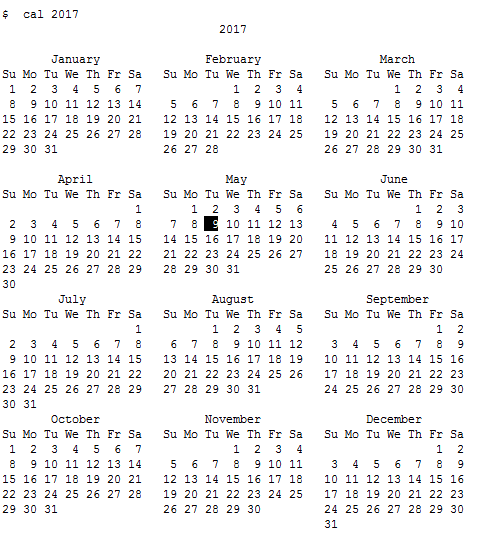 $  cal 2017
                               2017

       January               February                March
Su Mo Tu We Th Fr Sa   Su Mo Tu We Th Fr Sa   Su Mo Tu We Th Fr Sa
 1  2  3  4  5  6  7             1  2  3  4             1  2  3  4
 8  9 10 11 12 13 14    5  6  7  8  9 10 11    5  6  7  8  9 10 11
15 16 17 18 19 20 21   12 13 14 15 16 17 18   12 13 14 15 16 17 18
22 23 24 25 26 27 28   19 20 21 22 23 24 25   19 20 21 22 23 24 25
29 30 31               26 27 28               26 27 28 29 30 31

        April                  May                    June
Su Mo Tu We Th Fr Sa   Su Mo Tu We Th Fr Sa   Su Mo Tu We Th Fr Sa
                   1       1  2  3  4  5  6                1  2  3
 2  3  4  5  6  7  8    7  8  9 10 11 12 13    4  5  6  7  8  9 10
 9 10 11 12 13 14 15   14 15 16 17 18 19 20   11 12 13 14 15 16 17
16 17 18 19 20 21 22   21 22 23 24 25 26 27   18 19 20 21 22 23 24
23 24 25 26 27 28 29   28 29 30 31            25 26 27 28 29 30
30
        July                  August               September
Su Mo Tu We Th Fr Sa   Su Mo Tu We Th Fr Sa   Su Mo Tu We Th Fr Sa
                   1          1  2  3  4  5                   1  2
 2  3  4  5  6  7  8    6  7  8  9 10 11 12    3  4  5  6  7  8  9
 9 10 11 12 13 14 15   13 14 15 16 17 18 19   10 11 12 13 14 15 16
16 17 18 19 20 21 22   20 21 22 23 24 25 26   17 18 19 20 21 22 23
23 24 25 26 27 28 29   27 28 29 30 31         24 25 26 27 28 29 30
30 31
       October               November               December
Su Mo Tu We Th Fr Sa   Su Mo Tu We Th Fr Sa   Su Mo Tu We Th Fr Sa
 1  2  3  4  5  6  7             1  2  3  4                   1  2
 8  9 10 11 12 13 14    5  6  7  8  9 10 11    3  4  5  6  7  8  9
15 16 17 18 19 20 21   12 13 14 15 16 17 18   10 11 12 13 14 15 16
22 23 24 25 26 27 28   19 20 21 22 23 24 25   17 18 19 20 21 22 23
29 30 31               26 27 28 29 30         24 25 26 27 28 29 30
                                              31